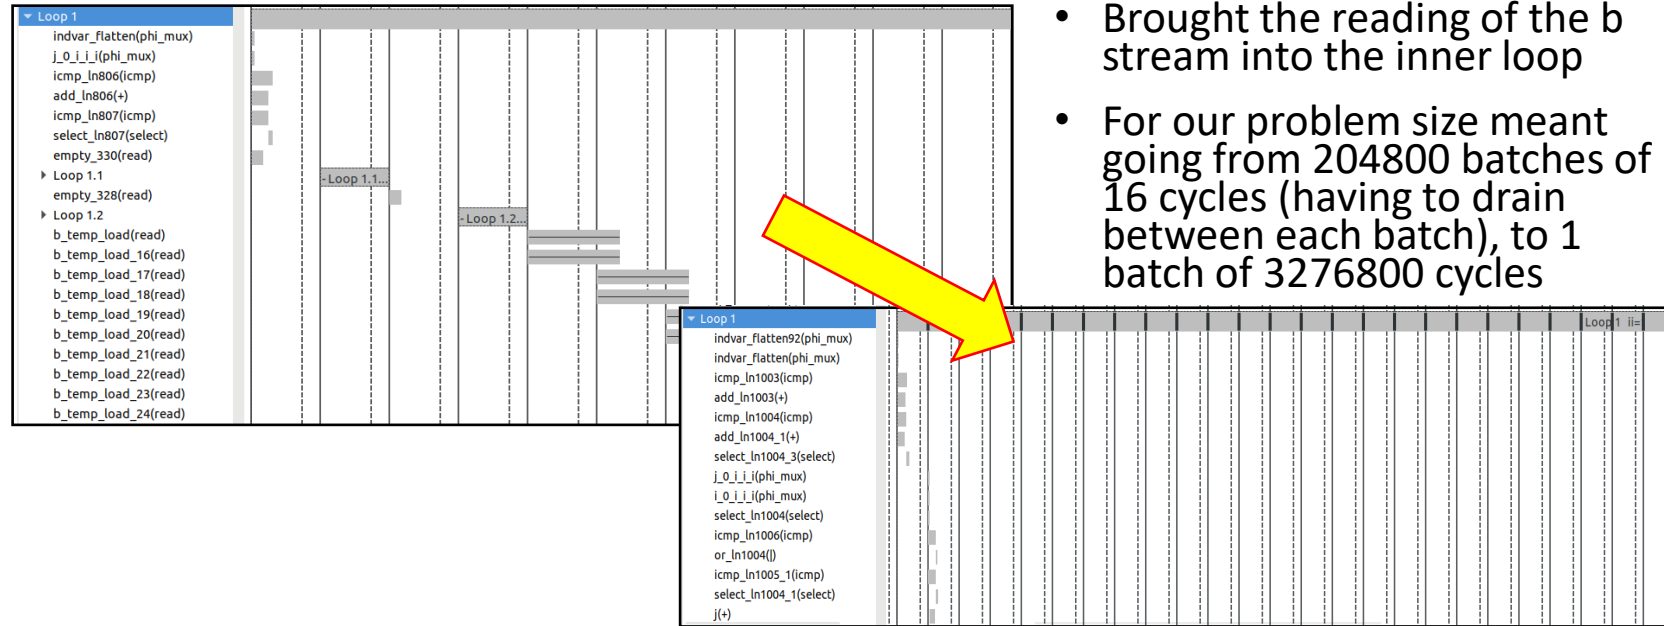 Loop 1
indvar_flatten(phi_mux)
j_0_i_i_i(phi_mux)
icmp_ln806(icmp)
add_ln806(+)
icmp_ln807(icmp)
select_ln807(select)
empty_330(read)
Loop 1.1
- Loop 1.1...
empty_328(read)
Loop 1.2
- Loop 1.2...
b_temp_load(read)
b_temp_load_16(read)
b_temp_load_17(read)
b_temp_load_18(read)
b_temp_load_19(read)
b_temp_load_20(read)
b_temp_load_21(read)
b_temp_load_22(read)
b_temp_load_23(read)
b_temp_load_24(read)
• Brought the reading of the b
stream into the inner loop
• For our problem size meant
going from 204800 batches of
16 cycles (having to drain
between each batch), to 1
batch of 3276800 cycles
Loop 1
Loop 1 ii=
indvar_flatten92(phi_mux)
indvar_flatten(phi_mux)
icmp_ln1003(icmp)
add_ln1003(+)
icmp_ln1004(icmp)
add_ln1004_1(+)
select_ln1004_3(select)
j_0_i_i_i(phi_mux)
i_0_i_i_i(phi_mux)
select_ln1004(select)
icmp_ln1006(icmp)
or_ln1004(|)
icmp_ln1005_1(icmp)
select_ln1004_1(select)
j(+)